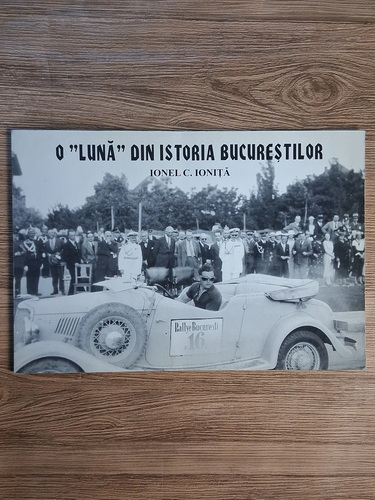 O "LUNĂ" DIN ISTORIA BUCUREȘTILOR
IONEL C. IONIȚĂ
Rallye București
16